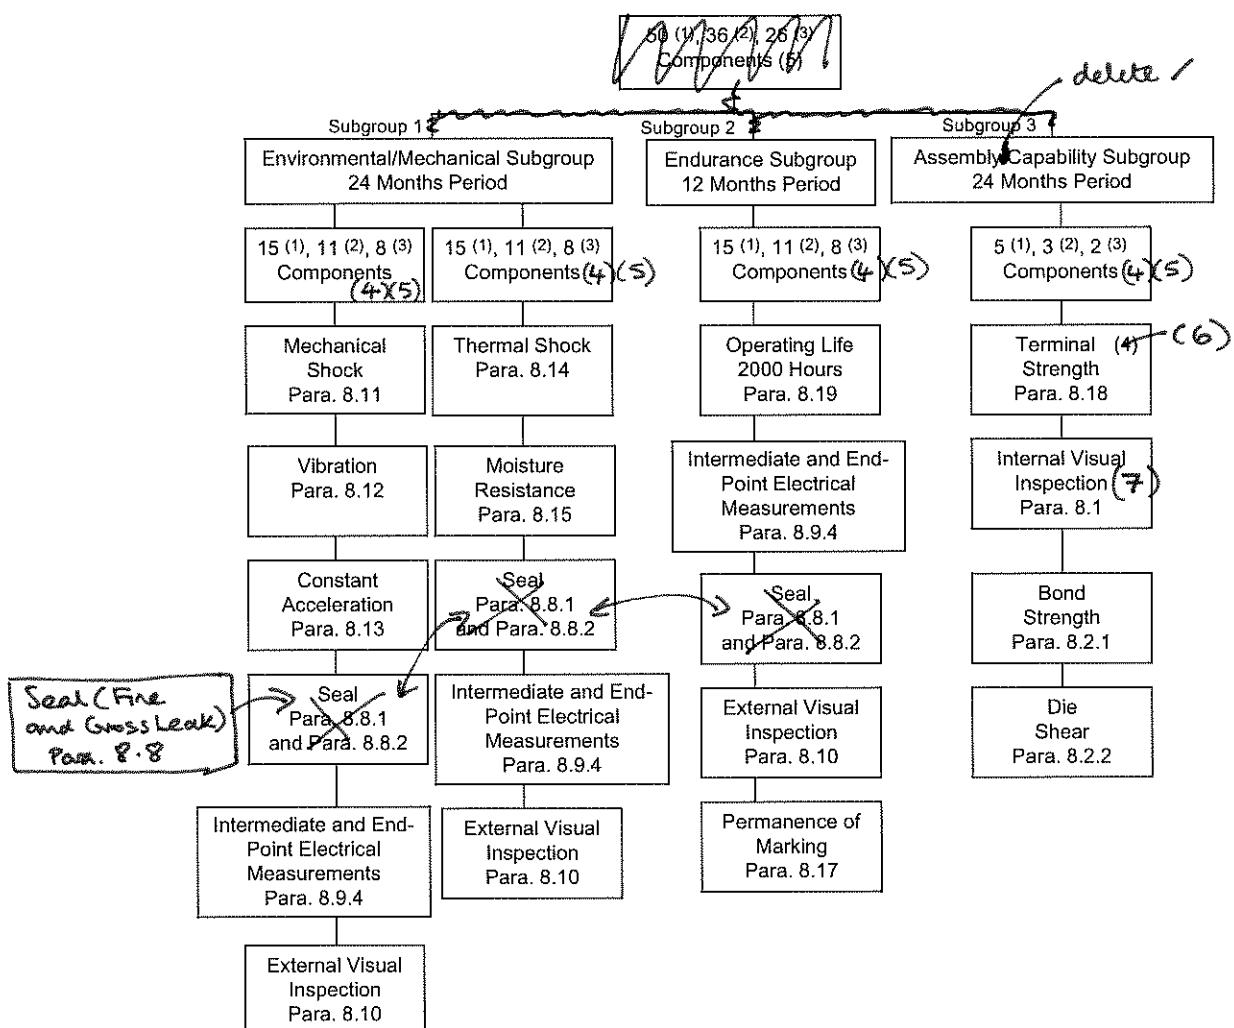 50 (1), 36 (2), 26 (3)
Components (5)
delete /
Subgroup 1
Subgroup 2
Subgroup 3
Environmental/Mechanical Subgroup
24 Months Period
Endurance Subgroup
12 Months Period
Assembly/Capability Subgroup
24 Months Period
15 (1), 11 (2), 8 (3)
Components
(4)(5)
15 (1), 11 (2), 8 (3)
Components (4)(5)
15 (1), 11 (2), 8 (3)
Components (4)(5)
5 (1), 3 (2), 2 (3)
Components (4)(5)
Mechanical
Shock
Para. 8.11
Thermal Shock
Para. 8.14
Operating Life
2000 Hours
Para. 8.19
Terminal (4)
Strength
Para. 8.18
(6)
Vibration
Para. 8.12
Moisture
Resistance
Para. 8.15
Intermediate and End-
Point Electrical
Measurements
Para. 8.9.4
Internal Visual
Inspection (7)
Para. 8.1
Constant
Acceleration
Para. 8.13
Seal
Para. 8.8.1
and Para. 8.8.2
Seal
Para. 8.8.1
and Para. 8.8.2
Bond
Strength
Para. 8.2.1
Seal (Fine
and Gross Leak)
Para. 8.8
Seal
Para. 8.8.1
and Para. 8.8.2
Intermediate and End-
Point Electrical
Measurements
Para. 8.9.4
External Visual
Inspection
Para. 8.10
Die
Shear
Para. 8.2.2
Intermediate and End-
Point Electrical
Measurements
Para. 8.9.4
External Visual
Inspection
Para. 8.10
Permanence of
Marking
Para. 8.17
External Visual
Inspection
Para. 8.10